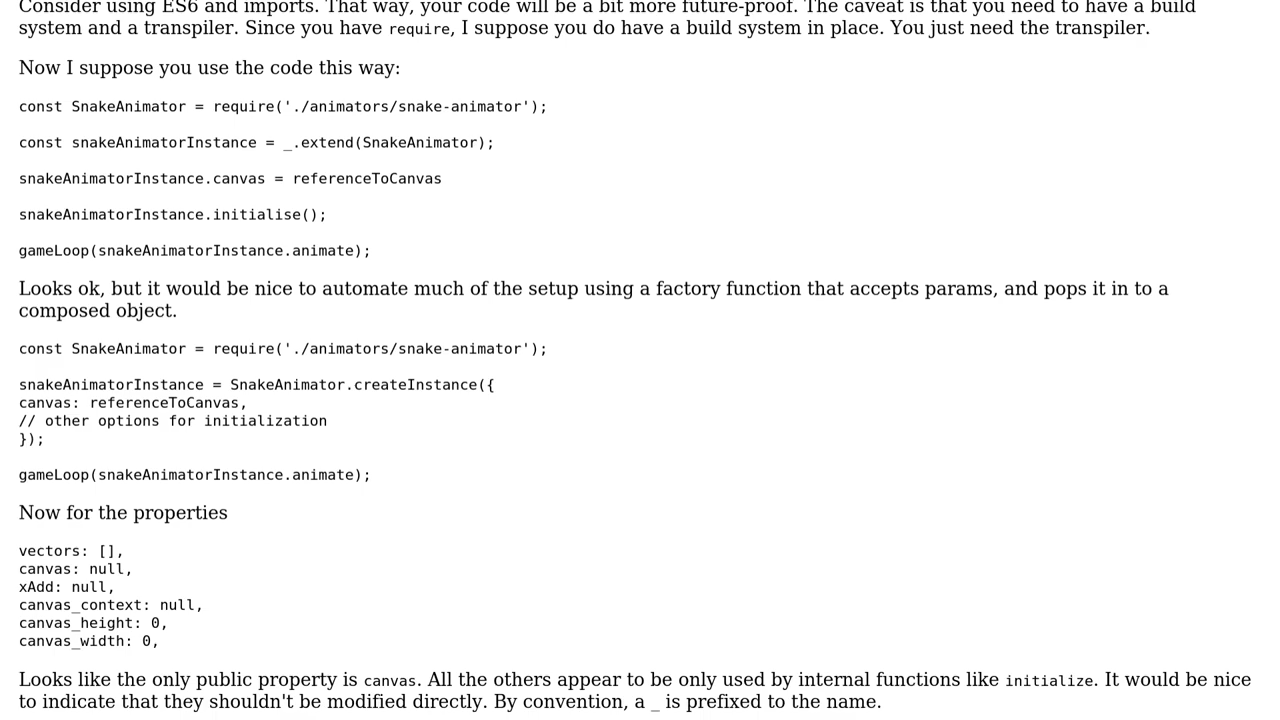 Consider using ES6 and imports. That way, your code will be a bit more future-proof. The caveat is that you need to have a build
system and a transpiler. Since you have require, I suppose you do have a build system in place. You just need the transpiler.
Now I suppose you use the code this way:
const SnakeAnimator = require('./animators/snake-animator');
const snakeAnimatorInstance = _.extend(SnakeAnimator);
snakeAnimatorInstance.canvas = referenceToCanvas
snakeAnimatorInstance.initialise();
gameLoop(snakeAnimatorInstance.animate);
Looks ok, but it would be nice to automate much of the setup using a factory function that accepts params, and pops it in to a
composed object.
const SnakeAnimator = require('./animators/snake-animator');
snakeAnimatorInstance = SnakeAnimator.createInstance({
canvas: referenceToCanvas,
// other options for initialization
});
gameLoop(snakeAnimatorInstance.animate);
Now for the properties
vectors: [],
canvas: null,
xAdd: null,
canvas_context: null,
canvas_height: 0,
canvas_width: 0,
Looks like the only public property is canvas. All the others appear to be only used by internal functions like initialize. It would be nice
to indicate that they shouldn't be modified directly. By convention, a _ is prefixed to the name.